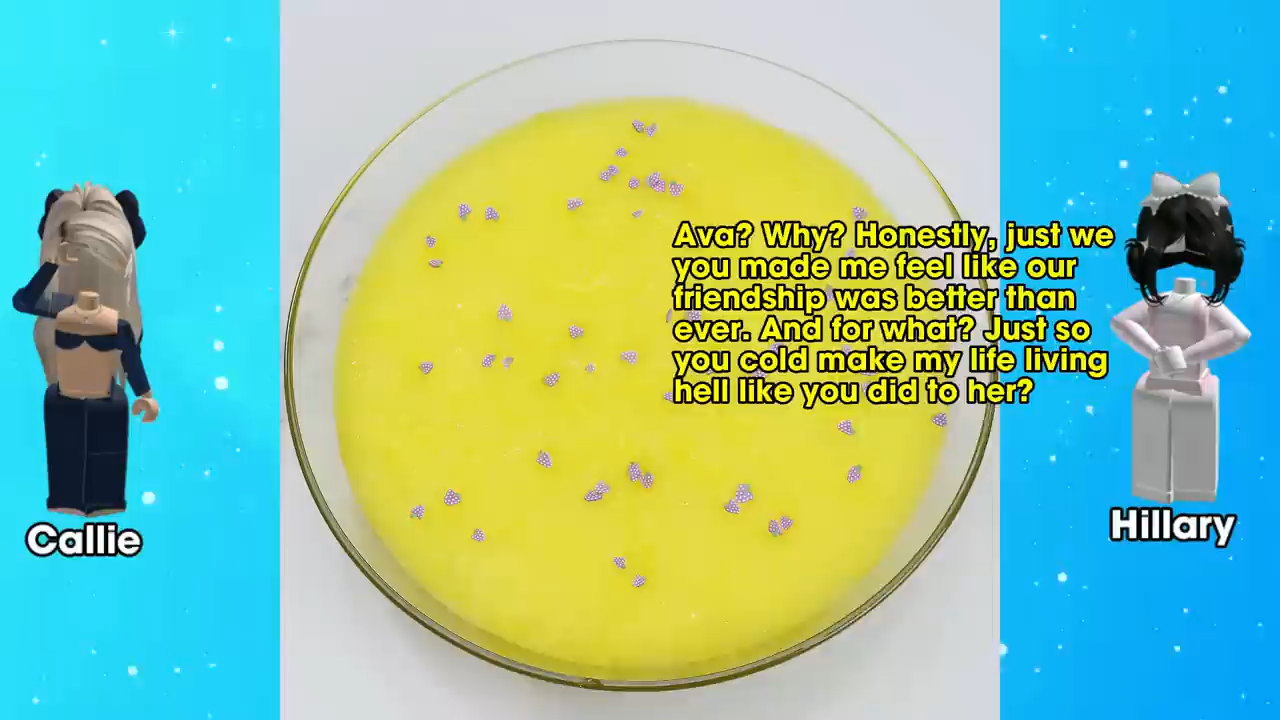 Ava? Why? Honestly, just we
you made me feel like our
friendship was better than
ever. And for what? Just so
you cold make my life living
hell like you did to her?
Callie
Hillary